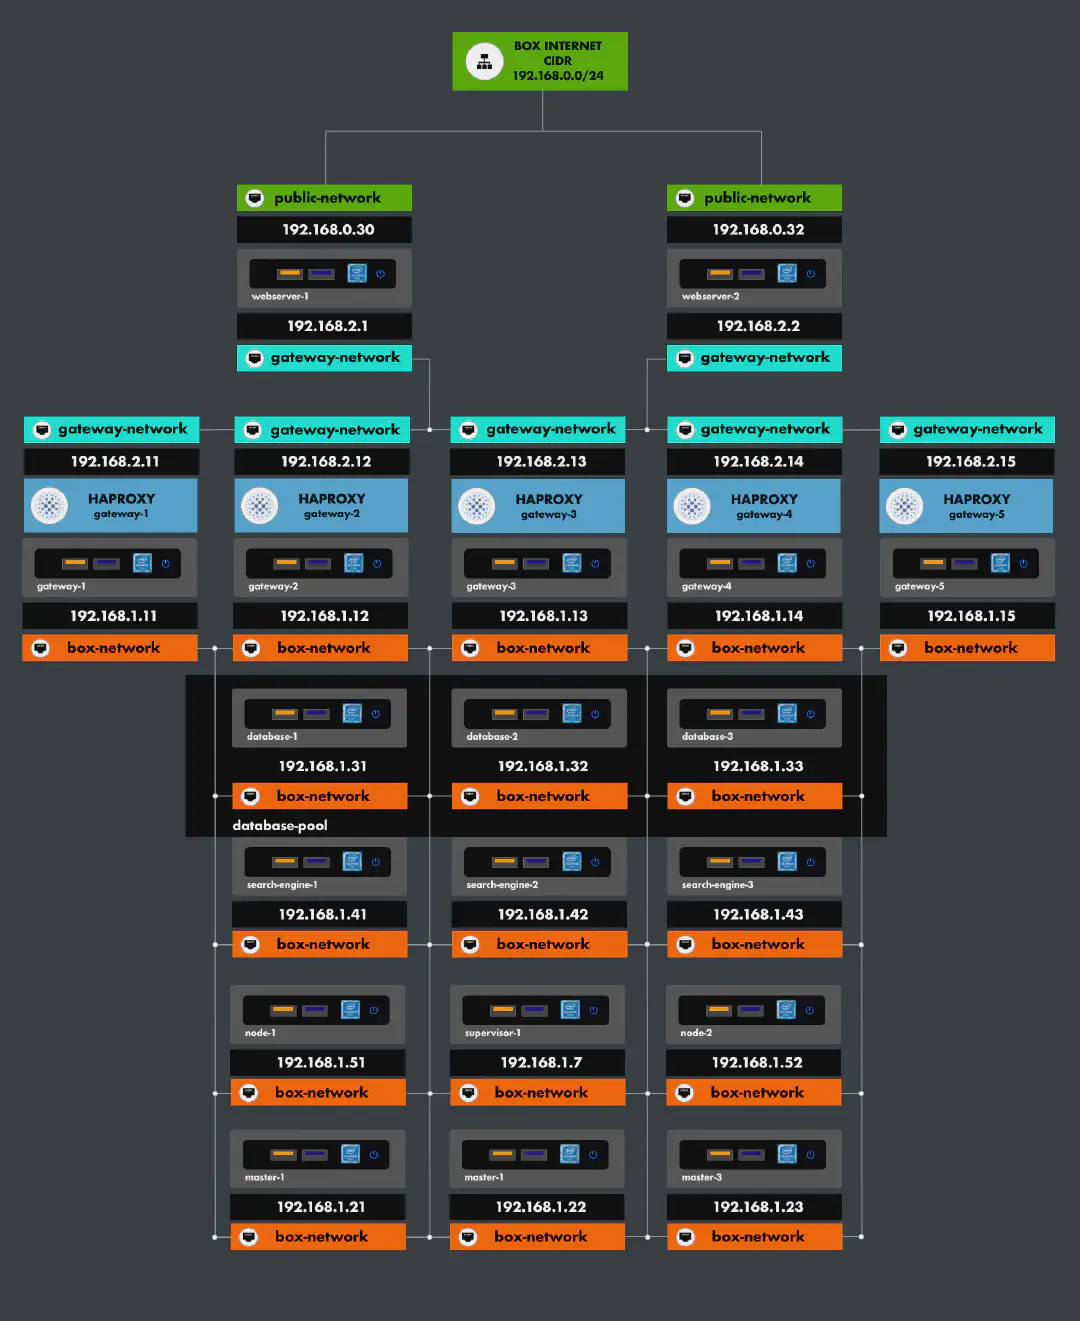 BOX INTERNET
CIDR
192.168.0.0/24
public-network
public-network
192.168.0.30
192.168.0.32
webserver-1
webserver-2
192.168.2.1
192.168.2.2
gateway-network
gateway-network
gateway-network
gateway-network
gateway-network
gateway-network
gateway-network
192.168.2.11
192.168.2.12
192.168.2.13
192.168.2.14
192.168.2.15
HAPROXY
gateway-1
HAPROXY
gateway-2
HAPROXY
gateway-3
HAPROXY
gateway-4
HAPROXY
gateway-5
gateway-1
gateway-2
gateway-3
gateway-4
gateway-5
192.168.1.11
192.168.1.12
192.168.1.13
192.168.1.14
192.168.1.15
box-network
box-network
box-network
box-network
box-network
database-1
database-2
database-3
192.168.1.31
192.168.1.32
192.168.1.33
box-network
box-network
box-network
database-pool
search-engine-1
search-engine-2
search-engine-3
192.168.1.41
192.168.1.42
192.168.1.43
box-network
box-network
box-network
node-1
supervisor-1
node-2
192.168.1.51
192.168.1.7
192.168.1.52
box-network
box-network
box-network
master-1
master-1
master-3
192.168.1.21
192.168.1.22
192.168.1.23
box-network
box-network
box-network